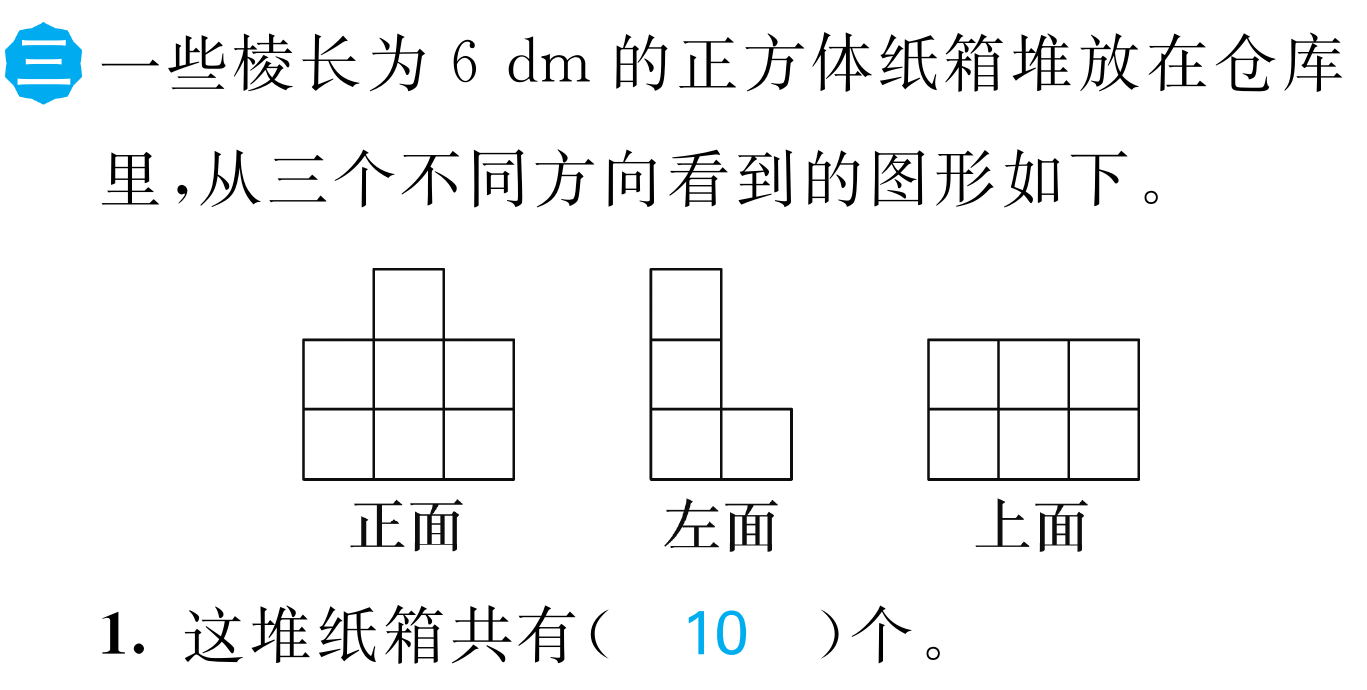 三 一些棱长为 6 dm 的正方体纸箱堆放在仓库
里,从三个不同方向看到的图形如下。
正面 左面 上面
1. 这堆纸箱共有( 10 )个。